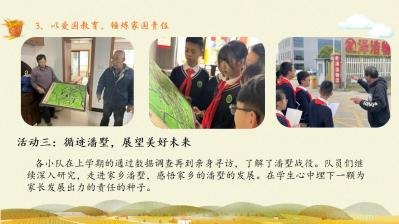 3、以爱国教育，锤炼家国责任
活动三：循迹潘墅，展望美好未来
各小队在上学期的通过数据调查再到亲身寻访，了解了潘墅战役。队员们继
续深入研究，走进家乡潘墅，感悟家乡的潘墅的发展。在学生心中埋下一颗为
家长发展出力的责任的种子。